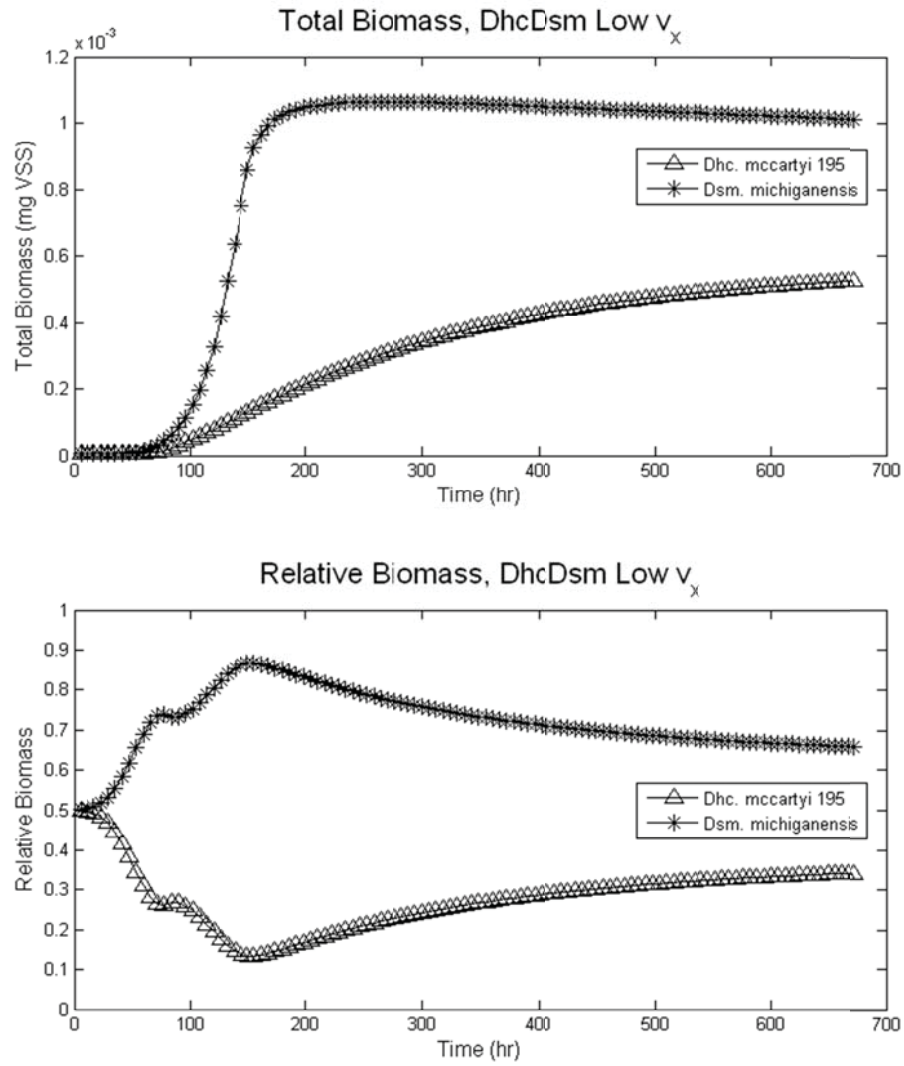 Total Biomass, DhcDsm Low v_x
x 10^-3
1.2
1
0.8
0.6
0.4
0.2
0
Total Biomass (mg VSS)
Dhc. mccartyi 195
Dsm. michiganensis
0 100 200 300 400 500 600 700
Time (hr)
Relative Biomass, DhcDsm Low v_x
1
0.9
0.8
0.7
0.6
0.5
0.4
0.3
0.2
0.1
0
Relative Biomass
Dhc. mccartyi 195
Dsm. michiganensis
0 100 200 300 400 500 600 700
Time (hr)